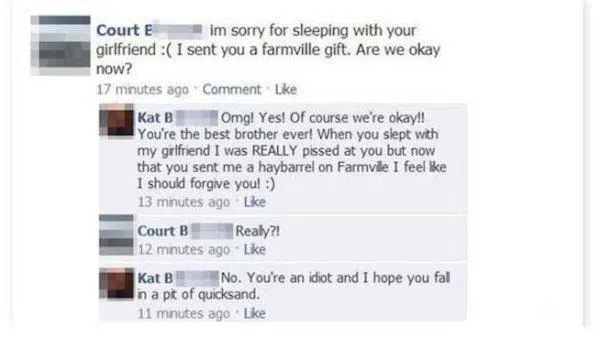 Court B im sorry for sleeping with your
girlfriend :( I sent you a farmville gift. Are we okay
now?
17 minutes ago · Comment · Like
Kat B Omg! Yes! Of course we're okay!!
You're the best brother ever! When you slept with
my girlfriend I was REALLY pissed at you but now
that you sent me a haybarrel on Farmville I feel like
I should forgive you! :)
13 minutes ago · Like
Court B Really?!
12 minutes ago · Like
Kat B No. You're an idiot and I hope you fall
in a pit of quicksand.
11 minutes ago · Like